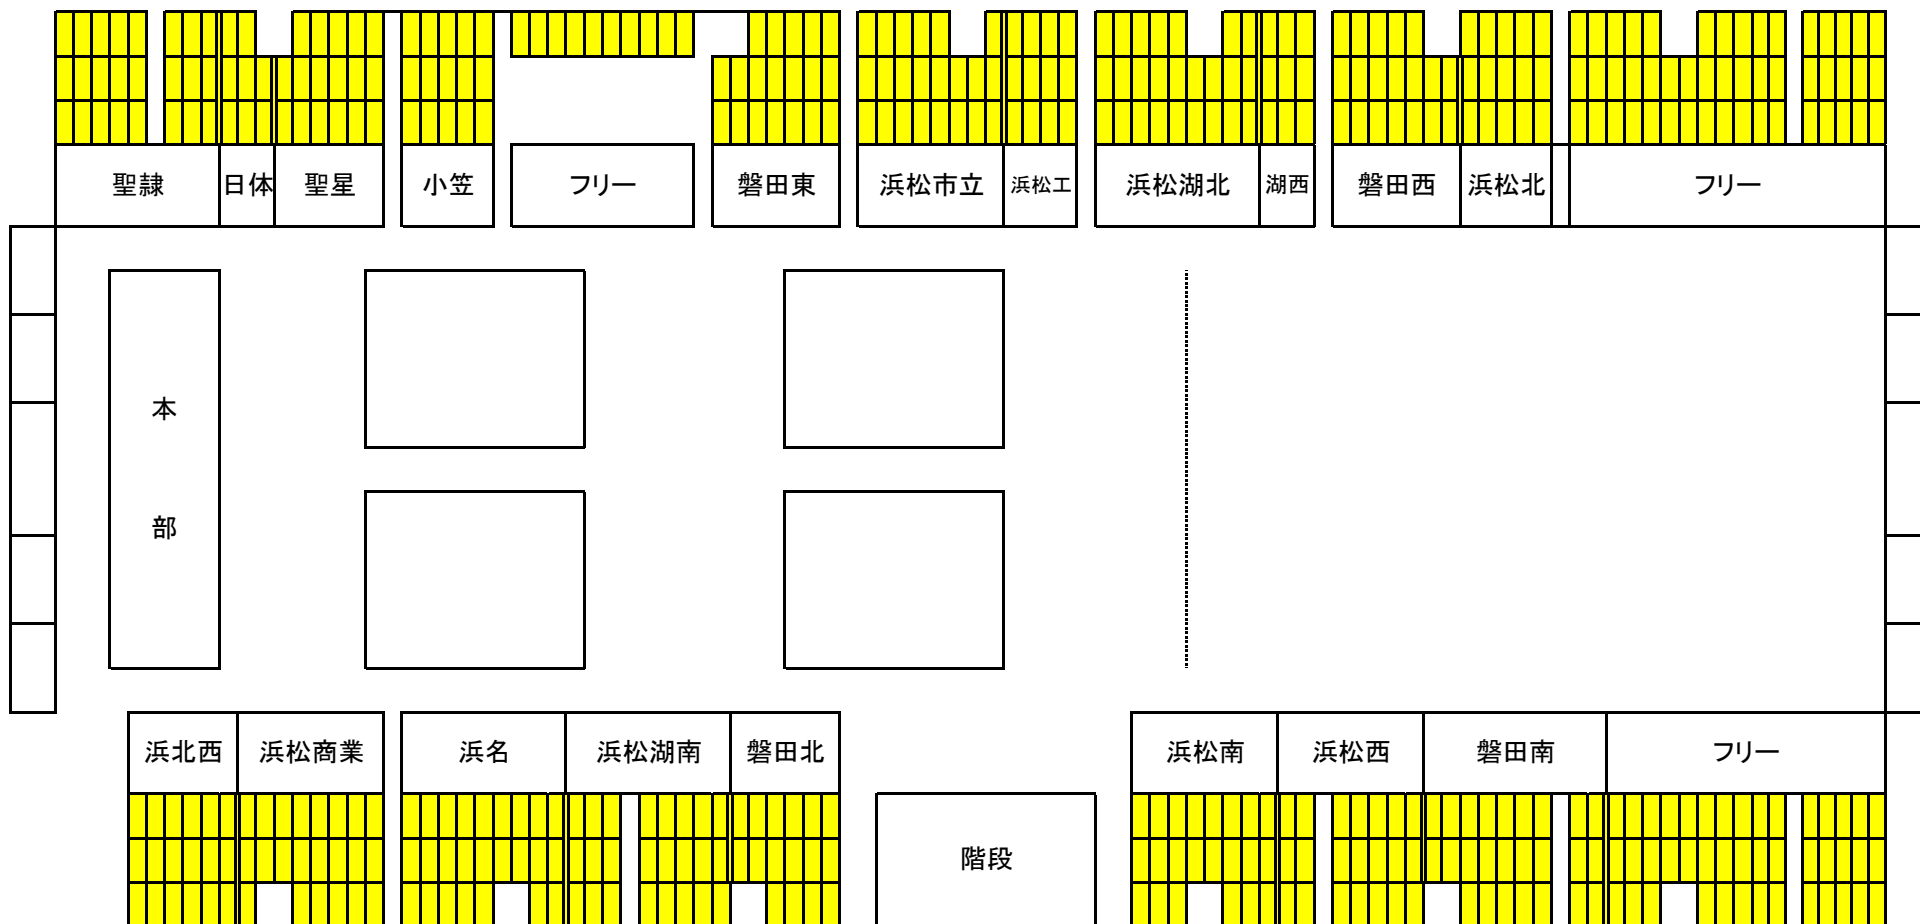 聖隷 日体 聖星 小笠 フリー 磐田東 浜松市立 浜松工 浜松湖北 湖西 磐田西 浜松北 フリー
本
部
浜北西 浜松商業 浜名 浜松湖南 磐田北 浜松南 浜松西 磐田南 フリー
階段